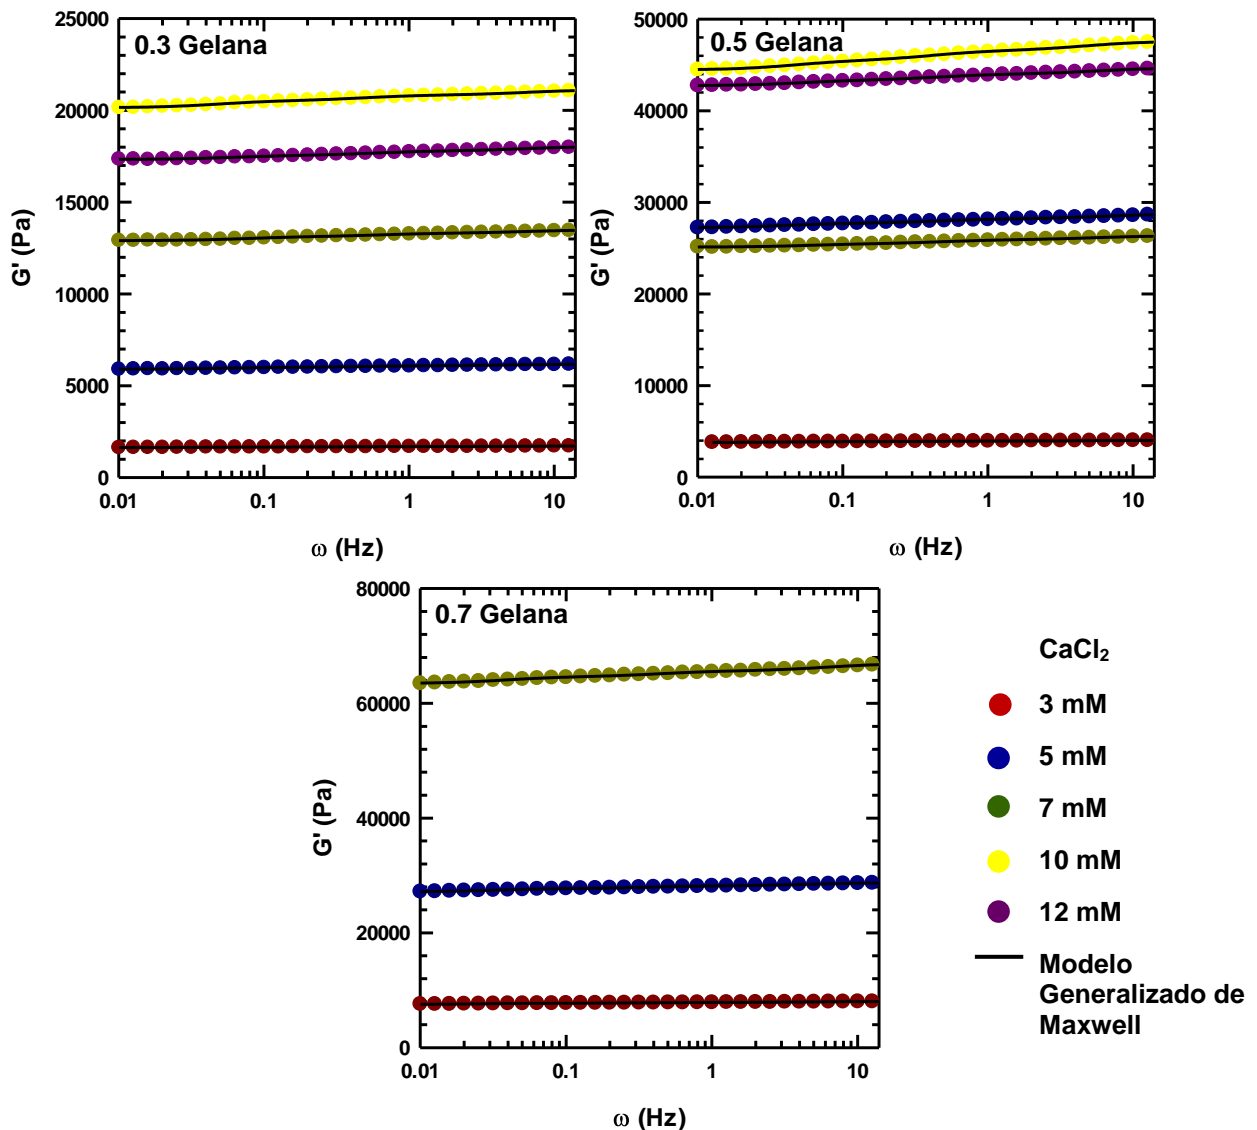 0.3 Gelana
25000
20000
15000
10000
5000
0
G' (Pa)
0.01 0.1 1 10
ω (Hz)
0.5 Gelana
50000
40000
30000
20000
10000
0
G' (Pa)
0.01 0.1 1 10
ω (Hz)
0.7 Gelana
80000
60000
40000
20000
0
G' (Pa)
0.01 0.1 1 10
ω (Hz)
CaCl₂
3 mM
5 mM
7 mM
10 mM
12 mM
Modelo
Generalizado de
Maxwell